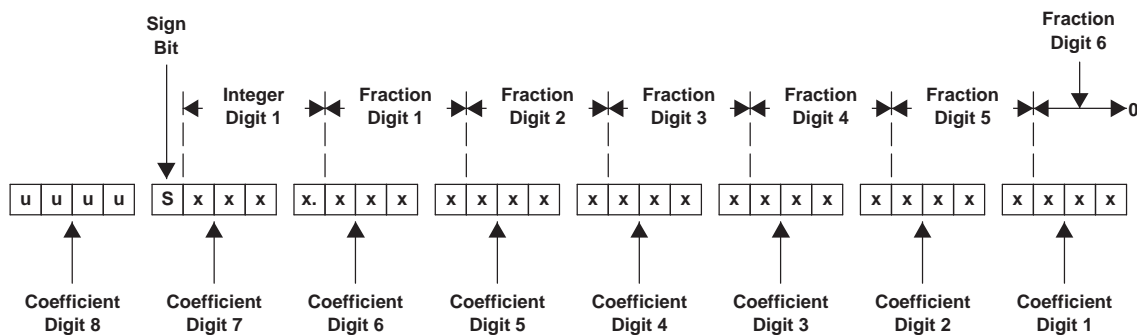 Sign
Bit
Fraction
Digit 6
Integer
Digit 1
Fraction
Digit 1
Fraction
Digit 2
Fraction
Digit 3
Fraction
Digit 4
Fraction
Digit 5
0
u u u u S x x x x. x x x x x x x x x x x x x x x x x x x x x x x
Coefficient
Digit 8
Coefficient
Digit 7
Coefficient
Digit 6
Coefficient
Digit 5
Coefficient
Digit 4
Coefficient
Digit 3
Coefficient
Digit 2
Coefficient
Digit 1